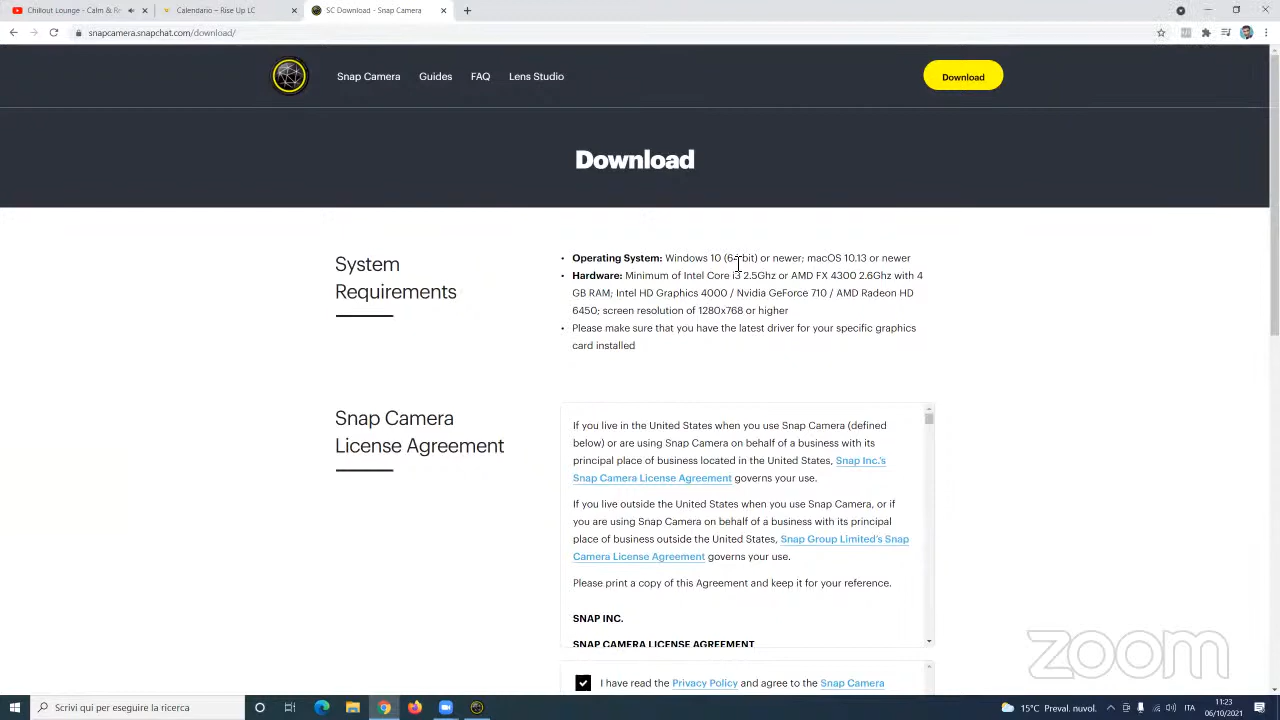 Chillout Lounge - Calm & Re
Calendario – Rise Up LC
SC Download - Snap Camera
snapcamera.snapchat.com/download/
Snap Camera
Guides
FAQ
Lens Studio
Download
Download
System
Requirements
• Operating System: Windows 10 (64-bit) or newer; macOS 10.13 or newer
• Hardware: Minimum of Intel Core i3 2.5Ghz or AMD FX 4300 2.6Ghz with 4
GB RAM; Intel HD Graphics 4000 / Nvidia GeForce 710 / AMD Radeon HD
6450; screen resolution of 1280x768 or higher
• Please make sure that you have the latest driver for your specific graphics
card installed
Snap Camera
License Agreement
If you live in the United States when you use Snap Camera (defined
below) or are using Snap Camera on behalf of a business with its
principal place of business located in the United States, Snap Inc.'s
Snap Camera License Agreement governs your use.
If you live outside the United States when you use Snap Camera, or if
you are using Snap Camera on behalf of a business with its principal
place of business outside the United States, Snap Group Limited's Snap
Camera License Agreement governs your use.
Please print a copy of this Agreement and keep it for your reference.
SNAP INC.
SNAP CAMERA LICENSE AGREEMENT
I have read the Privacy Policy and agree to the Snap Camera
zoom
Scrivi qui per eseguire la ricerca
15°C Preval. nuvol.
ITA
11:23
06/10/2021